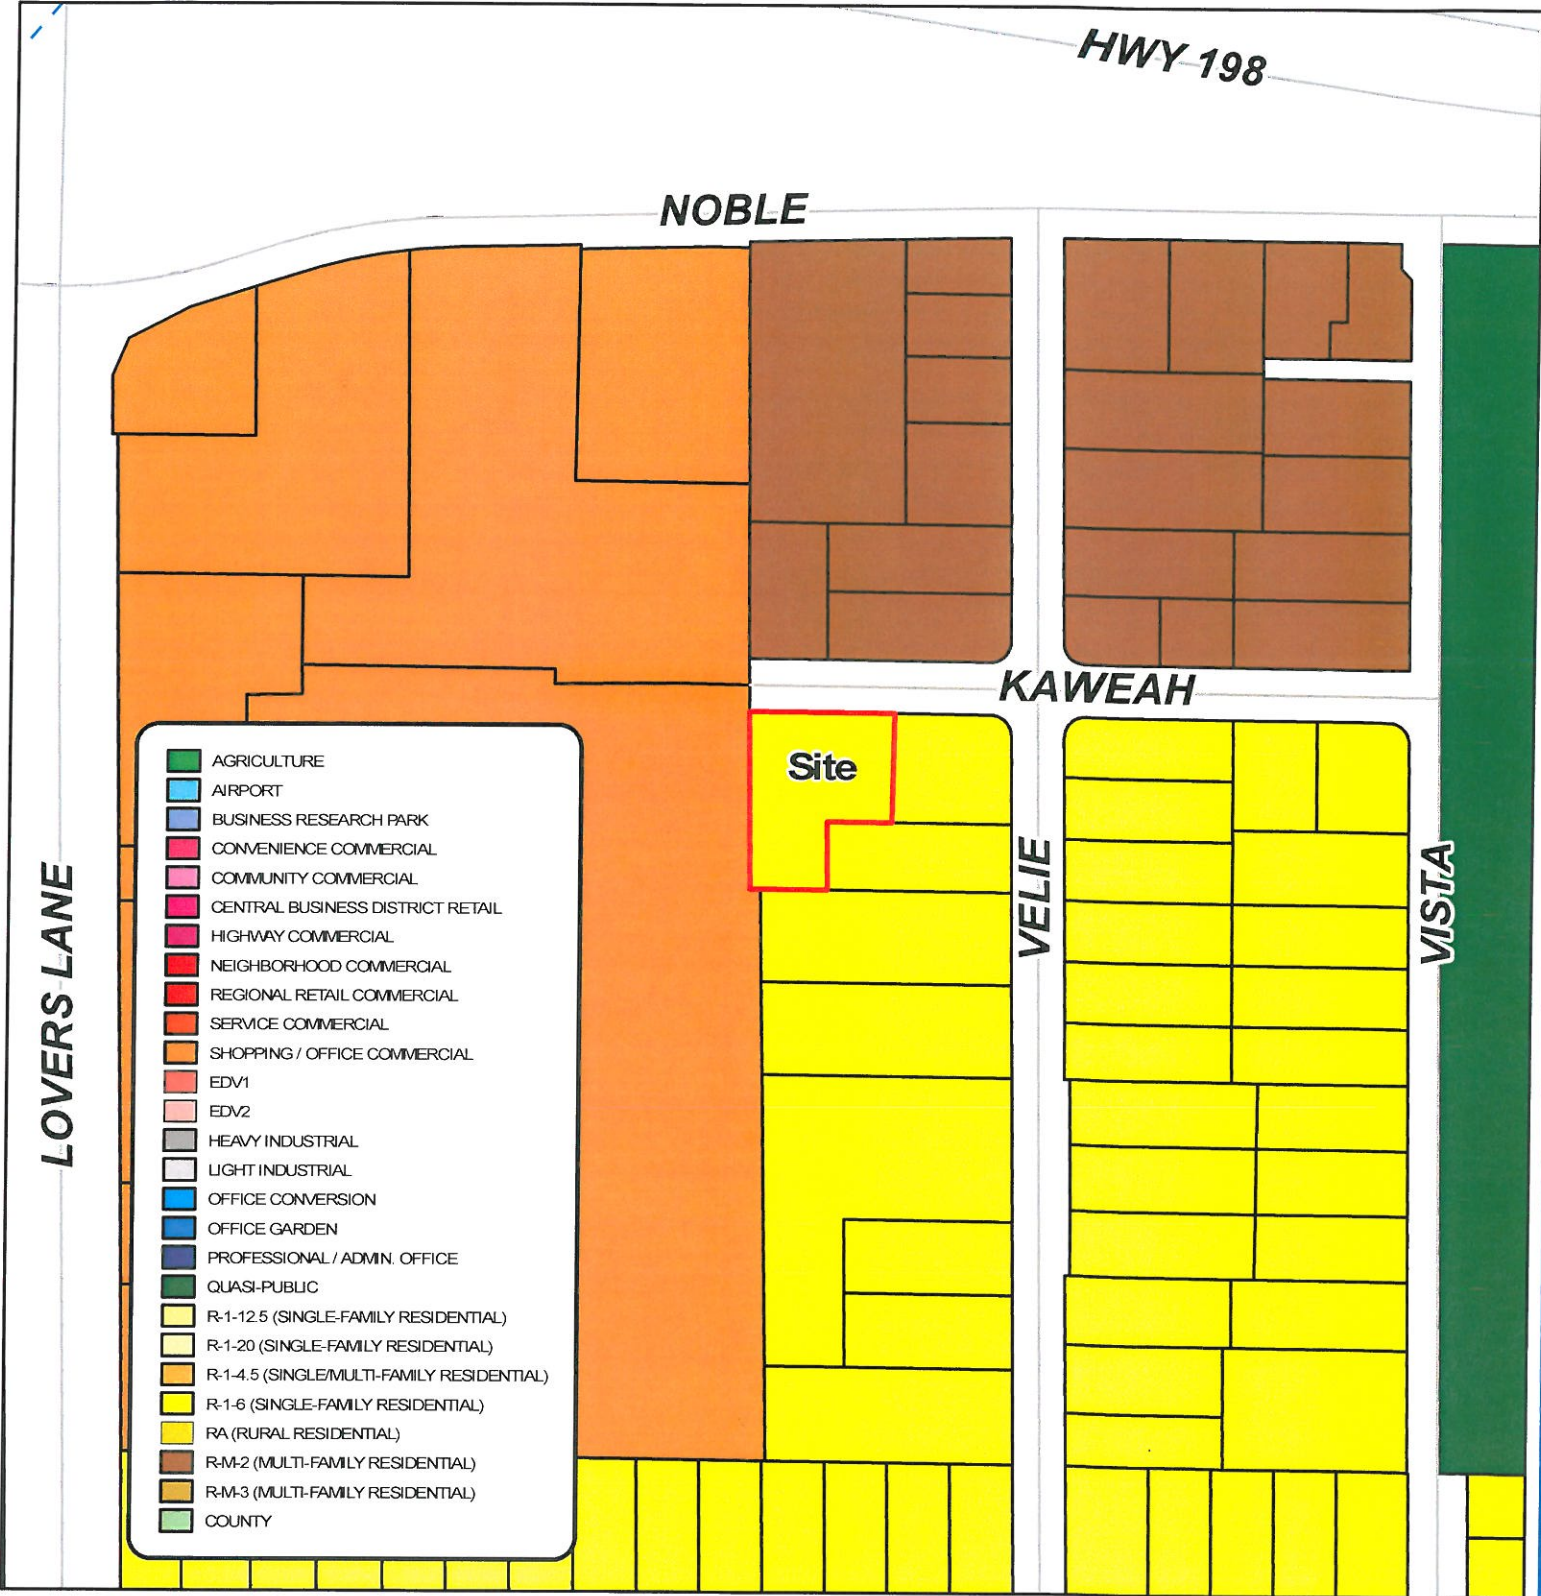 HWY 198
NOBLE
KAWEAH
Site
VELIE
VISTA
LOVERS LANE
AGRICULTURE
AIRPORT
BUSINESS RESEARCH PARK
CONVENIENCE COMMERCIAL
COMMUNITY COMMERCIAL
CENTRAL BUSINESS DISTRICT RETAIL
HIGHWAY COMMERCIAL
NEIGHBORHOOD COMMERCIAL
REGIONAL RETAIL COMMERCIAL
SERVICE COMMERCIAL
SHOPPING / OFFICE COMMERCIAL
EDV1
EDV2
HEAVY INDUSTRIAL
LIGHT INDUSTRIAL
OFFICE CONVERSION
OFFICE GARDEN
PROFESSIONAL / ADMIN. OFFICE
QUASI-PUBLIC
R-1-12.5 (SINGLE-FAMILY RESIDENTIAL)
R-1-20 (SINGLE-FAMILY RESIDENTIAL)
R-1-4.5 (SINGLE/MULTI-FAMILY RESIDENTIAL)
R-1-6 (SINGLE-FAMILY RESIDENTIAL)
RA (RURAL RESIDENTIAL)
R-M-2 (MULTI-FAMILY RESIDENTIAL)
R-M-3 (MULTI-FAMILY RESIDENTIAL)
COUNTY